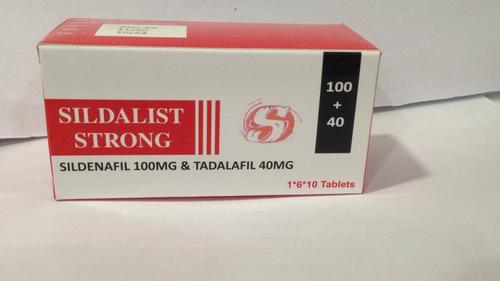 SILDALIST
STRONG
100
+
40
SILDENAFIL 100MG & TADALAFIL 40MG
1*6*10 Tablets